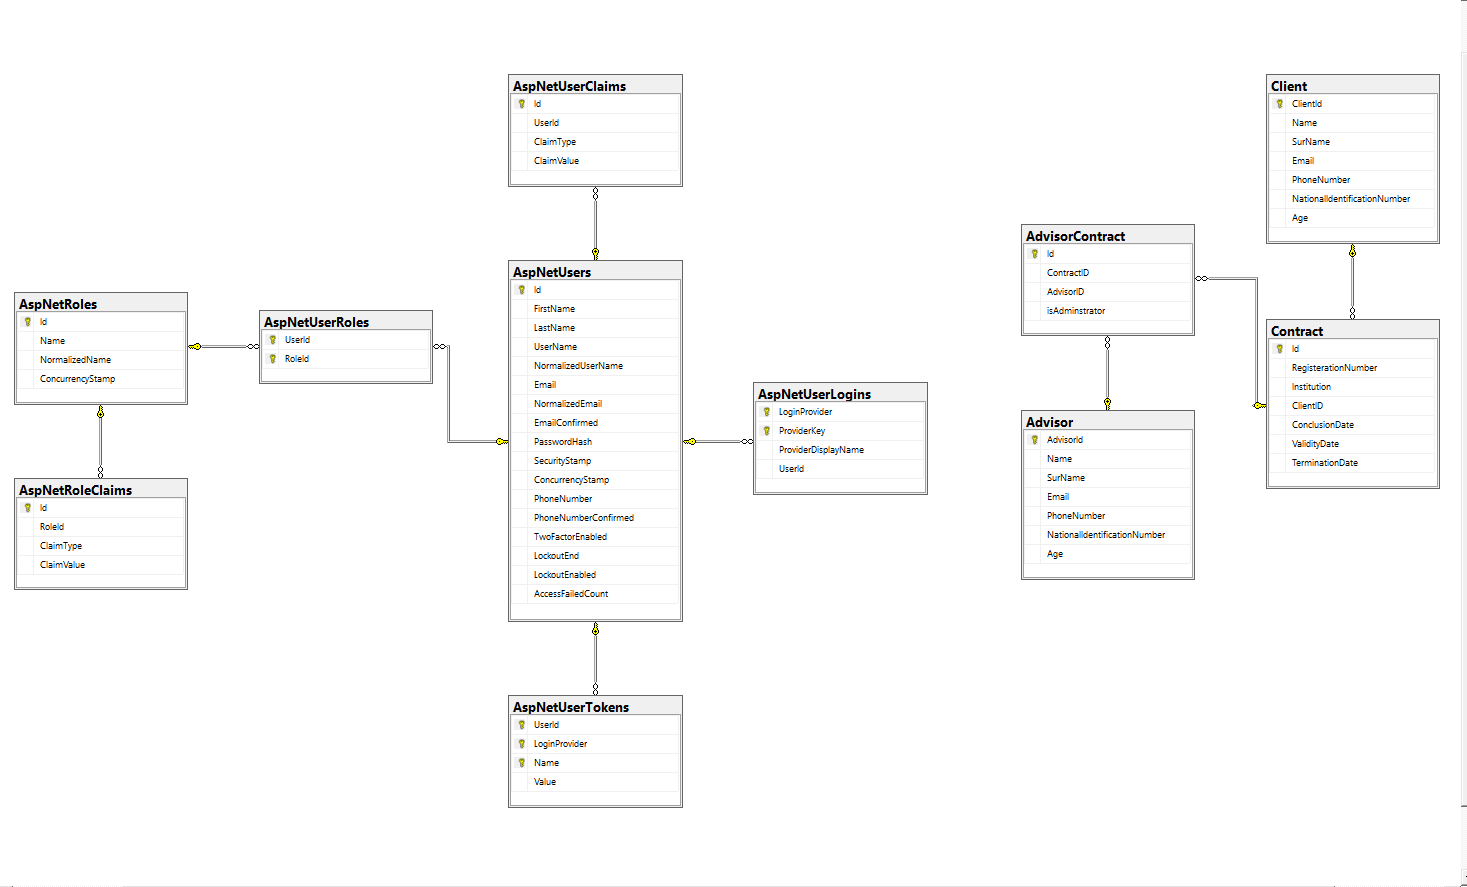 AspNetUserClaims
Id
UserId
ClaimType
ClaimValue
Client
ClientId
Name
SurName
Email
PhoneNumber
NationalIdentificationNumber
Age
AdvisorContract
Id
ContractID
AdvisorID
isAdminstrator
AspNetUsers
Id
FirstName
LastName
UserName
NormalizedUserName
Email
NormalizedEmail
EmailConfirmed
PasswordHash
SecurityStamp
ConcurrencyStamp
PhoneNumber
PhoneNumberConfirmed
TwoFactorEnabled
LockoutEnd
LockoutEnabled
AccessFailedCount
AspNetRoles
Id
Name
NormalizedName
ConcurrencyStamp
AspNetUserRoles
UserId
RoleId
Contract
Id
RegisterationNumber
Institution
ClientID
ConclusionDate
ValidityDate
TerminationDate
AspNetUserLogins
LoginProvider
ProviderKey
ProviderDisplayName
UserId
Advisor
AdvisorId
Name
SurName
Email
PhoneNumber
NationalIdentificationNumber
Age
AspNetRoleClaims
Id
RoleId
ClaimType
ClaimValue
AspNetUserTokens
UserId
LoginProvider
Name
Value